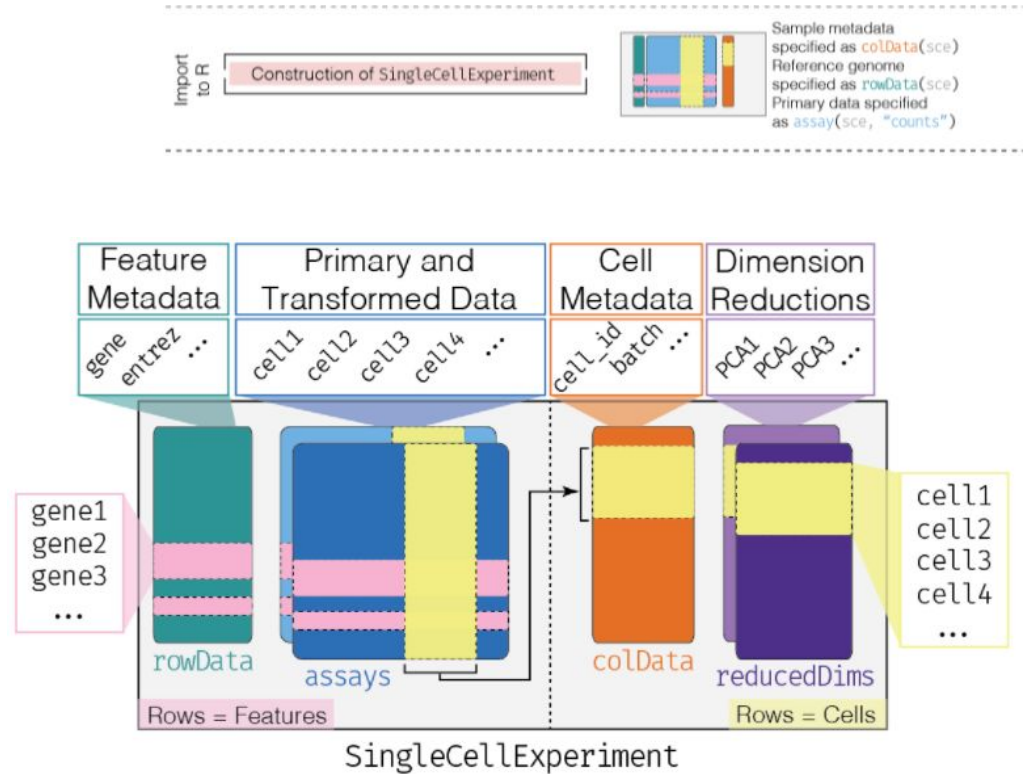 Import
to R
Construction of SingleCellExperiment
Sample metadata
specified as colData(sce)
Reference genome
specified as rowData(sce)
Primary data specified
as assay(sce, "counts")
Feature
Metadata
Primary and
Transformed Data
Cell
Metadata
Dimension
Reductions
gene
entrez
...
cell1
cell2
cell3
cell4
...
cell_id
batch
...
PCA1
PCA2
PCA3
...
gene1
gene2
gene3
...
cell1
cell2
cell3
cell4
...
rowData
assays
colData
reducedDims
Rows = Features
Rows = Cells
SingleCellExperiment